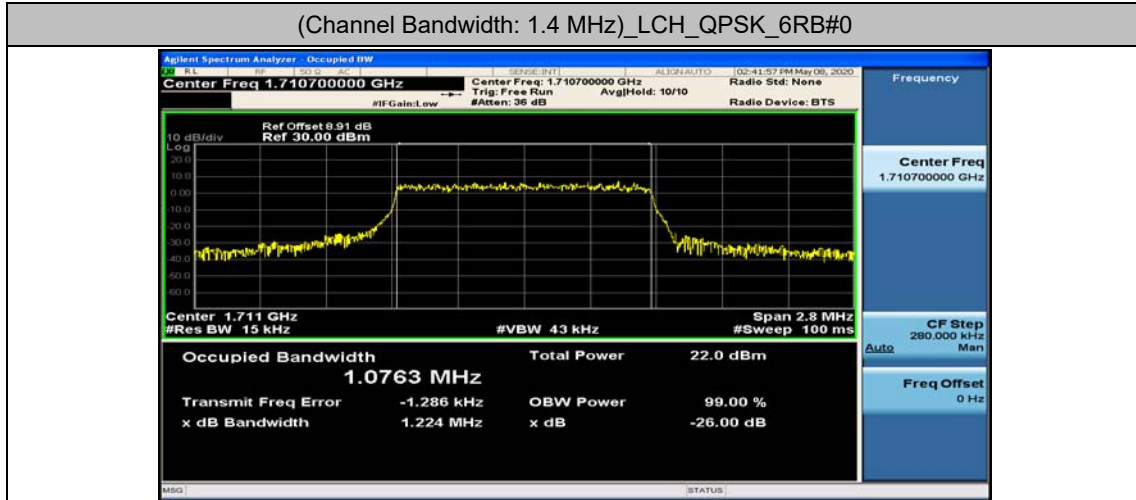 (Channel Bandwidth: 1.4 MHz)_LCH_QPSK_6RB#0
Agilent Spectrum Analyzer - Occupied BW
RL RF 50 Ω AC SENSE:INT ALIGN AUTO 02:41:57 PM May 08, 2020
Center Freq 1.710700000 GHz
Center Freq: 1.710700000 GHz
Radio Std: None
Trig: Free Run
Avg|Hold: 10/10
#IFGain:Low
#Atten: 36 dB
Radio Device: BTS
Frequency
Ref Offset 8.91 dB
10 dB/div
Ref 30.00 dBm
Log
20.0
10.0
0.00
-10.0
-20.0
-30.0
-40.0
-50.0
-60.0
Center Freq
1.710700000 GHz
Center 1.711 GHz
Span 2.8 MHz
#Res BW 15 kHz
#VBW 43 kHz
#Sweep 100 ms
CF Step
280.000 kHz
Auto Man
Freq Offset
0 Hz
Occupied Bandwidth
1.0763 MHz
Total Power 22.0 dBm
Transmit Freq Error -1.286 kHz OBW Power 99.00 %
x dB Bandwidth 1.224 MHz x dB -26.00 dB
MSG
STATUS